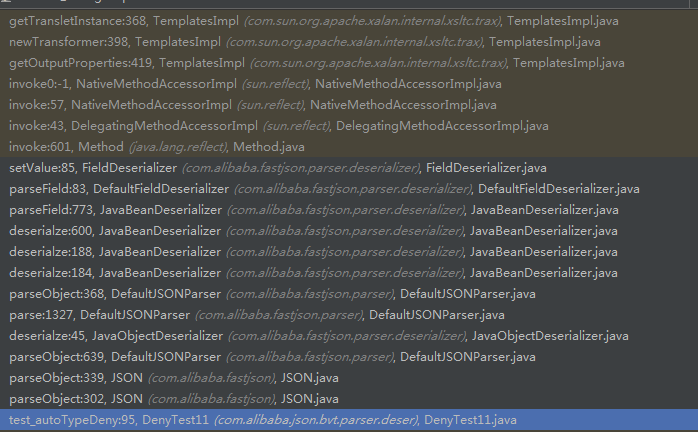 getTransletInstance:368, TemplatesImpl (com.sun.org.apache.xalan.internal.xsltc.trax), TemplatesImpl.java
newTransformer:398, TemplatesImpl (com.sun.org.apache.xalan.internal.xsltc.trax), TemplatesImpl.java
getOutputProperties:419, TemplatesImpl (com.sun.org.apache.xalan.internal.xsltc.trax), TemplatesImpl.java
invoke0:-1, NativeMethodAccessorImpl (sun.reflect), NativeMethodAccessorImpl.java
invoke:57, NativeMethodAccessorImpl (sun.reflect), NativeMethodAccessorImpl.java
invoke:43, DelegatingMethodAccessorImpl (sun.reflect), DelegatingMethodAccessorImpl.java
invoke:601, Method (java.lang.reflect), Method.java
setValue:85, FieldDeserializer (com.alibaba.fastjson.parser.deserializer), FieldDeserializer.java
parseField:83, DefaultFieldDeserializer (com.alibaba.fastjson.parser.deserializer), DefaultFieldDeserializer.java
parseField:773, JavaBeanDeserializer (com.alibaba.fastjson.parser.deserializer), JavaBeanDeserializer.java
deserialze:600, JavaBeanDeserializer (com.alibaba.fastjson.parser.deserializer), JavaBeanDeserializer.java
deserialze:188, JavaBeanDeserializer (com.alibaba.fastjson.parser.deserializer), JavaBeanDeserializer.java
deserialze:184, JavaBeanDeserializer (com.alibaba.fastjson.parser.deserializer), JavaBeanDeserializer.java
parseObject:368, DefaultJSONParser (com.alibaba.fastjson.parser), DefaultJSONParser.java
parse:1327, DefaultJSONParser (com.alibaba.fastjson.parser), DefaultJSONParser.java
deserialze:45, JavaObjectDeserializer (com.alibaba.fastjson.parser.deserializer), JavaObjectDeserializer.java
parseObject:639, DefaultJSONParser (com.alibaba.fastjson.parser), DefaultJSONParser.java
parseObject:339, JSON (com.alibaba.fastjson), JSON.java
parseObject:302, JSON (com.alibaba.fastjson), JSON.java
test_autoTypeDeny:95, DenyTest11 (com.alibaba.json.bvt.parser.deser), DenyTest11.java